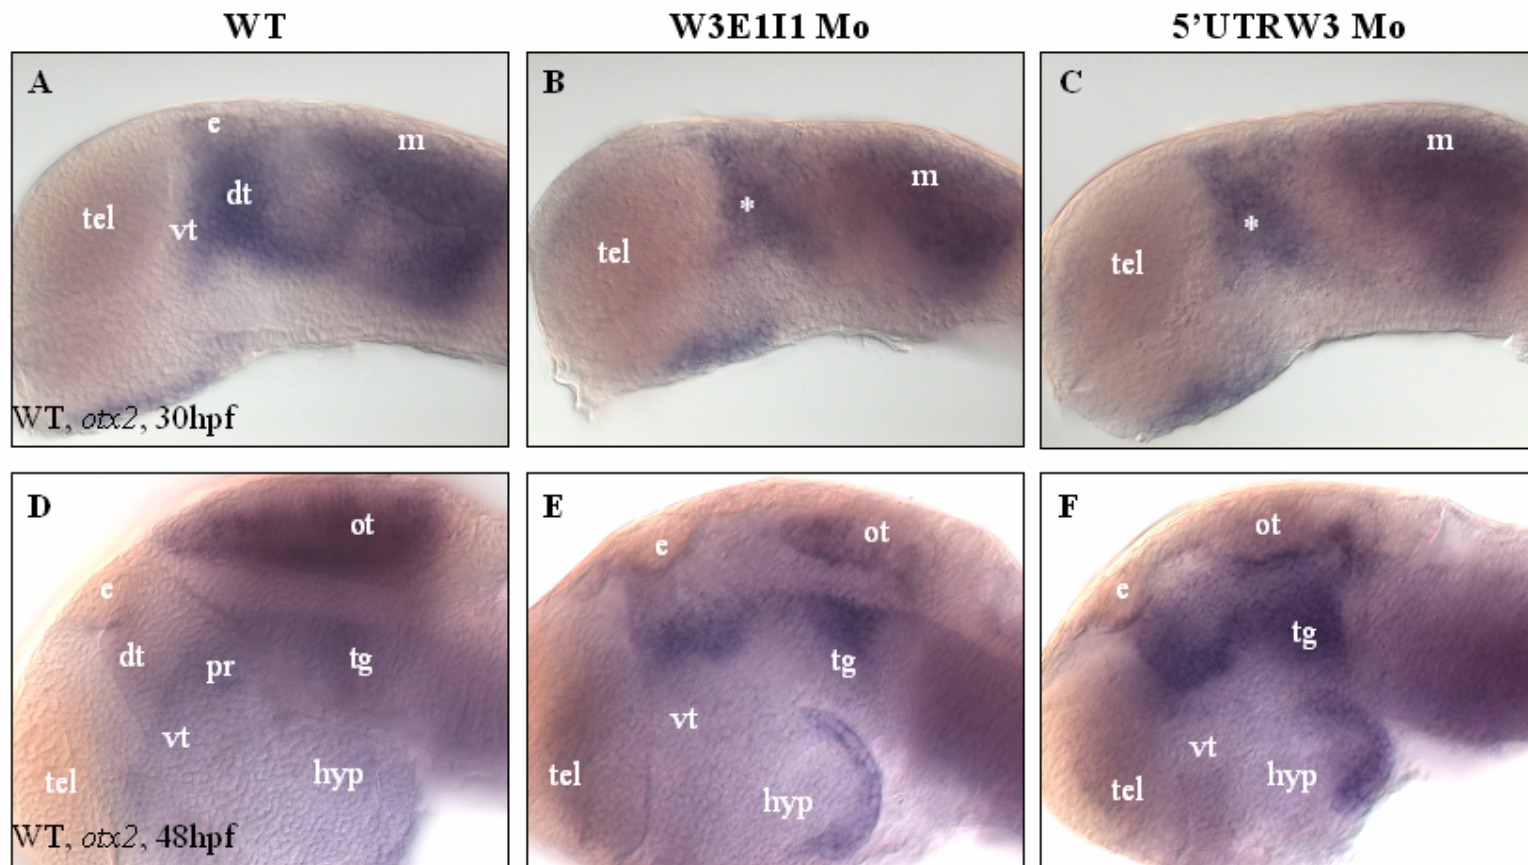 WT W3E1I1 Mo 5’UTRW3 Mo
A B C
e m
dt
tel vt
* m
tel
m
*
tel
WT, otx2, 30hpf
D E F
ot
e
dt pr tg
vt
tel hyp
e ot
tg
vt
tel hyp
ot
e
tg
vt
tel hyp
WT, otx2, 48hpf